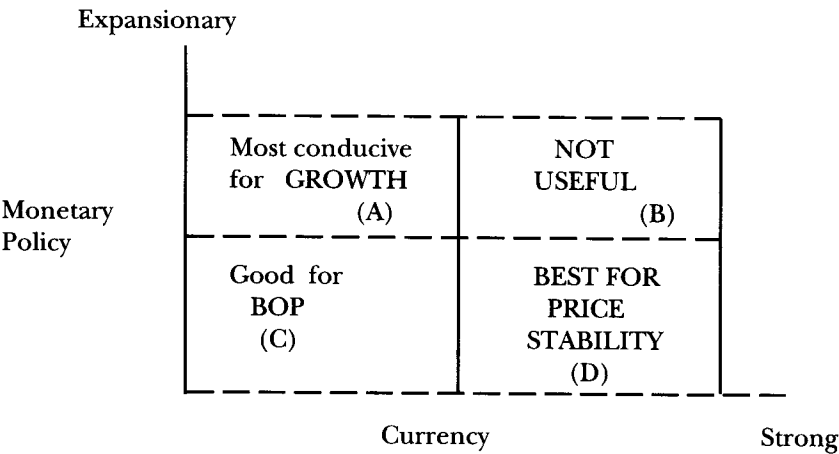 Expansionary
Most conducive
for GROWTH
(A)
NOT
USEFUL
(B)
Monetary
Policy
Good for
BOP
(C)
BEST FOR
PRICE
STABILITY
(D)
Currency
Strong